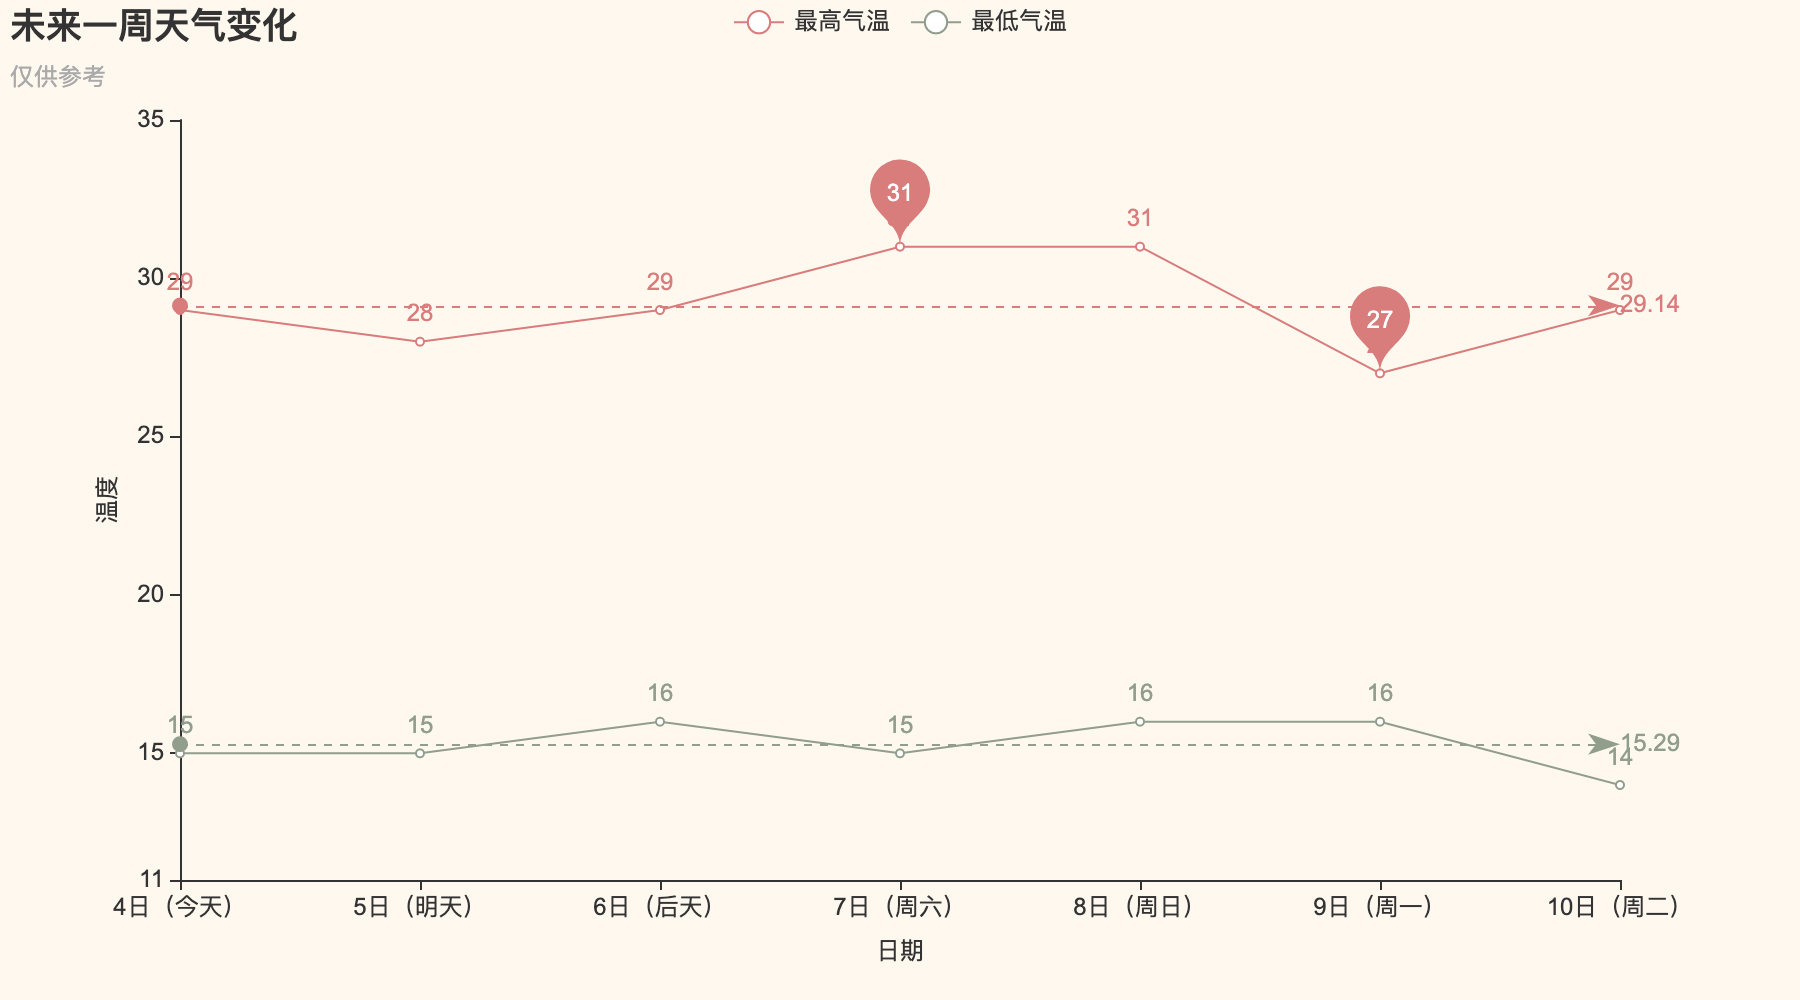 未来一周天气变化
最高气温 最低气温
仅供参考
35
31
31
30
29
28
29
29
29.14
27
25
温度
20
16
16
16
15
15
15
15.29
14
15
11
4日（今天）
5日（明天）
6日（后天）
7日（周六）
8日（周日）
9日（周一）
10日（周二）
日期